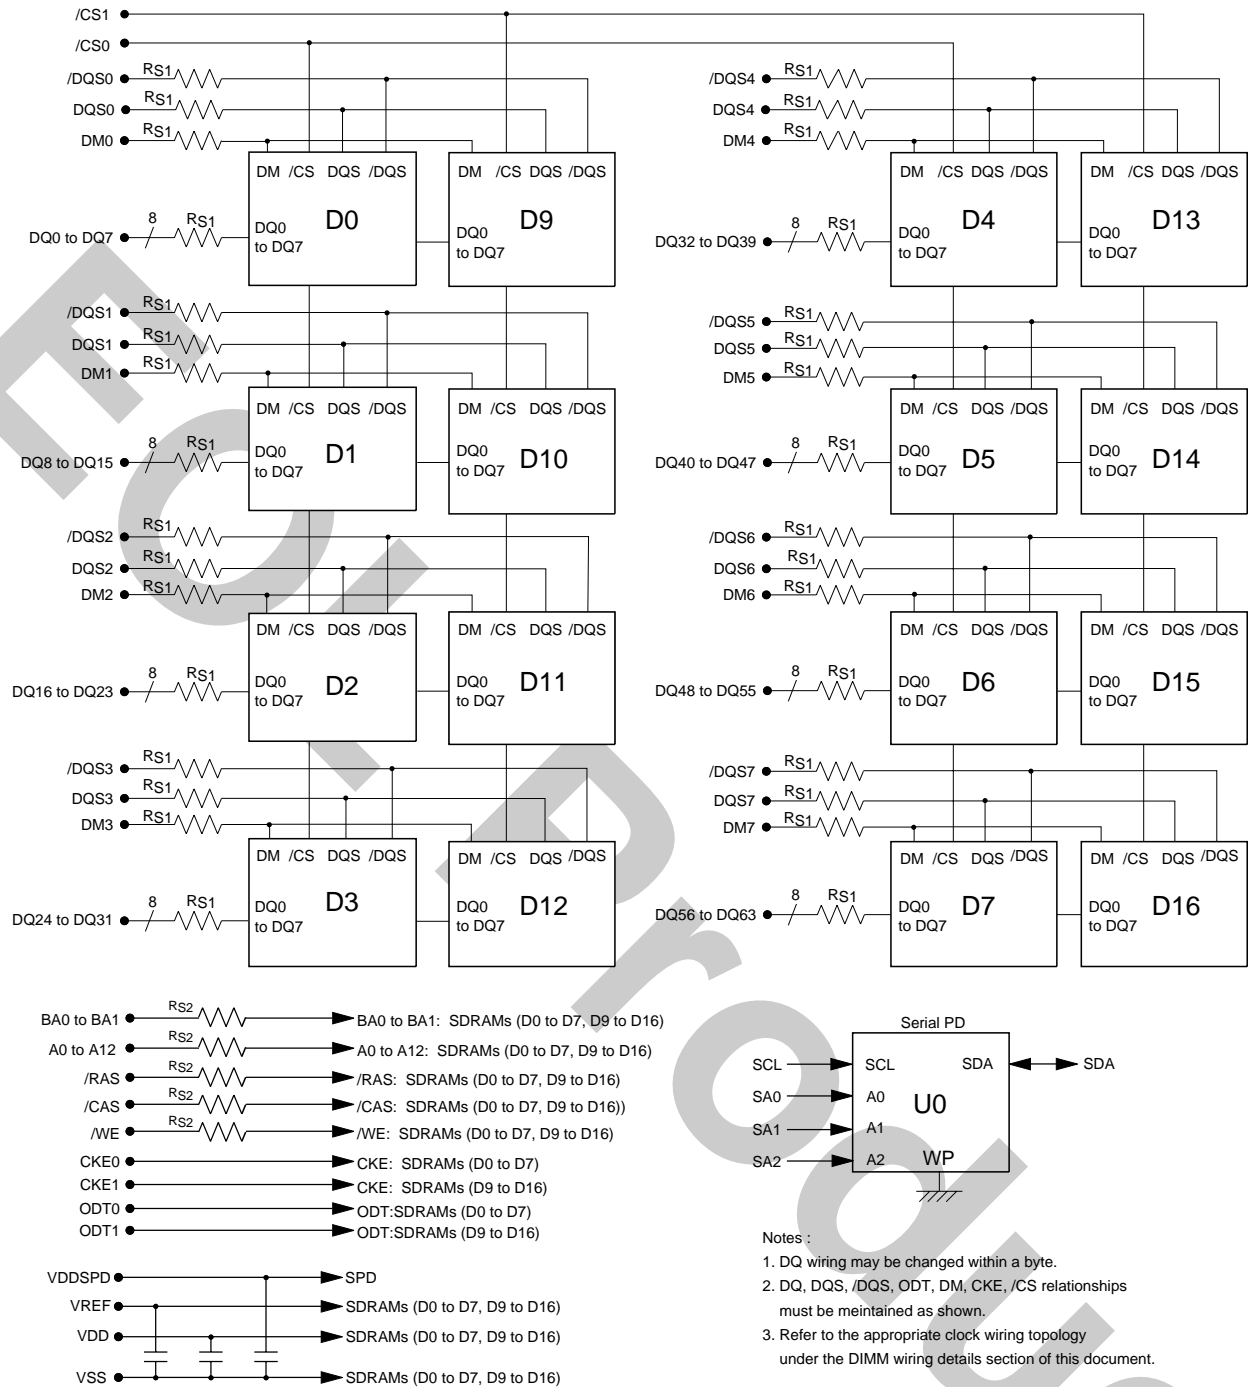 /CS1
/CS0
/DQS0 RS1
DQS0 RS1
DM0 RS1
/DQS4 RS1
DQS4 RS1
DM4 RS1
DM /CS DQS /DQS
DM /CS DQS /DQS
DM /CS DQS /DQS
DM /CS DQS /DQS
D0
D9
D4
D13
DQ0 to DQ7 8 RS1
DQ0
to DQ7
DQ0
to DQ7
DQ32 to DQ39 8 RS1
DQ0
to DQ7
DQ0
to DQ7
/DQS1 RS1
DQS1 RS1
DM1 RS1
/DQS5 RS1
DQS5 RS1
DM5 RS1
DM /CS DQS /DQS
DM /CS DQS /DQS
DM /CS DQS /DQS
DM /CS DQS /DQS
D1
D10
D5
D14
DQ8 to DQ15 8 RS1
DQ0
to DQ7
DQ0
to DQ7
DQ40 to DQ47 8 RS1
DQ0
to DQ7
DQ0
to DQ7
/DQS2 RS1
DQS2 RS1
DM2 RS1
/DQS6 RS1
DQS6 RS1
DM6 RS1
DM /CS DQS /DQS
DM /CS DQS /DQS
DM /CS DQS /DQS
DM /CS DQS /DQS
D2
D11
D6
D15
DQ16 to DQ23 8 RS1
DQ0
to DQ7
DQ0
to DQ7
DQ48 to DQ55 8 RS1
DQ0
to DQ7
DQ0
to DQ7
/DQS3 RS1
DQS3 RS1
DM3 RS1
/DQS7 RS1
DQS7 RS1
DM7 RS1
DM /CS DQS /DQS
DM /CS DQS /DQS
DM /CS DQS /DQS
DM /CS DQS /DQS
D3
D12
D7
D16
DQ24 to DQ31 8 RS1
DQ0
to DQ7
DQ0
to DQ7
DQ56 to DQ63 8 RS1
DQ0
to DQ7
DQ0
to DQ7
BA0 to BA1 RS2 BA0 to BA1: SDRAMs (D0 to D7, D9 to D16)
A0 to A12 RS2 A0 to A12: SDRAMs (D0 to D7, D9 to D16)
/RAS RS2 /RAS: SDRAMs (D0 to D7, D9 to D16)
/CAS RS2 /CAS: SDRAMs (D0 to D7, D9 to D16))
/WE RS2 /WE: SDRAMs (D0 to D7, D9 to D16)
CKE0 CKE: SDRAMs (D0 to D7)
CKE1 CKE: SDRAMs (D9 to D16)
ODT0 ODT:SDRAMs (D0 to D7)
ODT1 ODT:SDRAMs (D9 to D16)
VDDSPD SPD
VREF SDRAMs (D0 to D7, D9 to D16)
VDD SDRAMs (D0 to D7, D9 to D16)
VSS SDRAMs (D0 to D7, D9 to D16)
Serial PD
SCL SCL SDA SDA
SA0 A0
U0
SA1 A1
SA2 A2 WP
Notes :
1. DQ wiring may be changed within a byte.
2. DQ, DQS, /DQS, ODT, DM, CKE, /CS relationships
must be meintained as shown.
3. Refer to the appropriate clock wiring topology
under the DIMM wiring details section of this document.